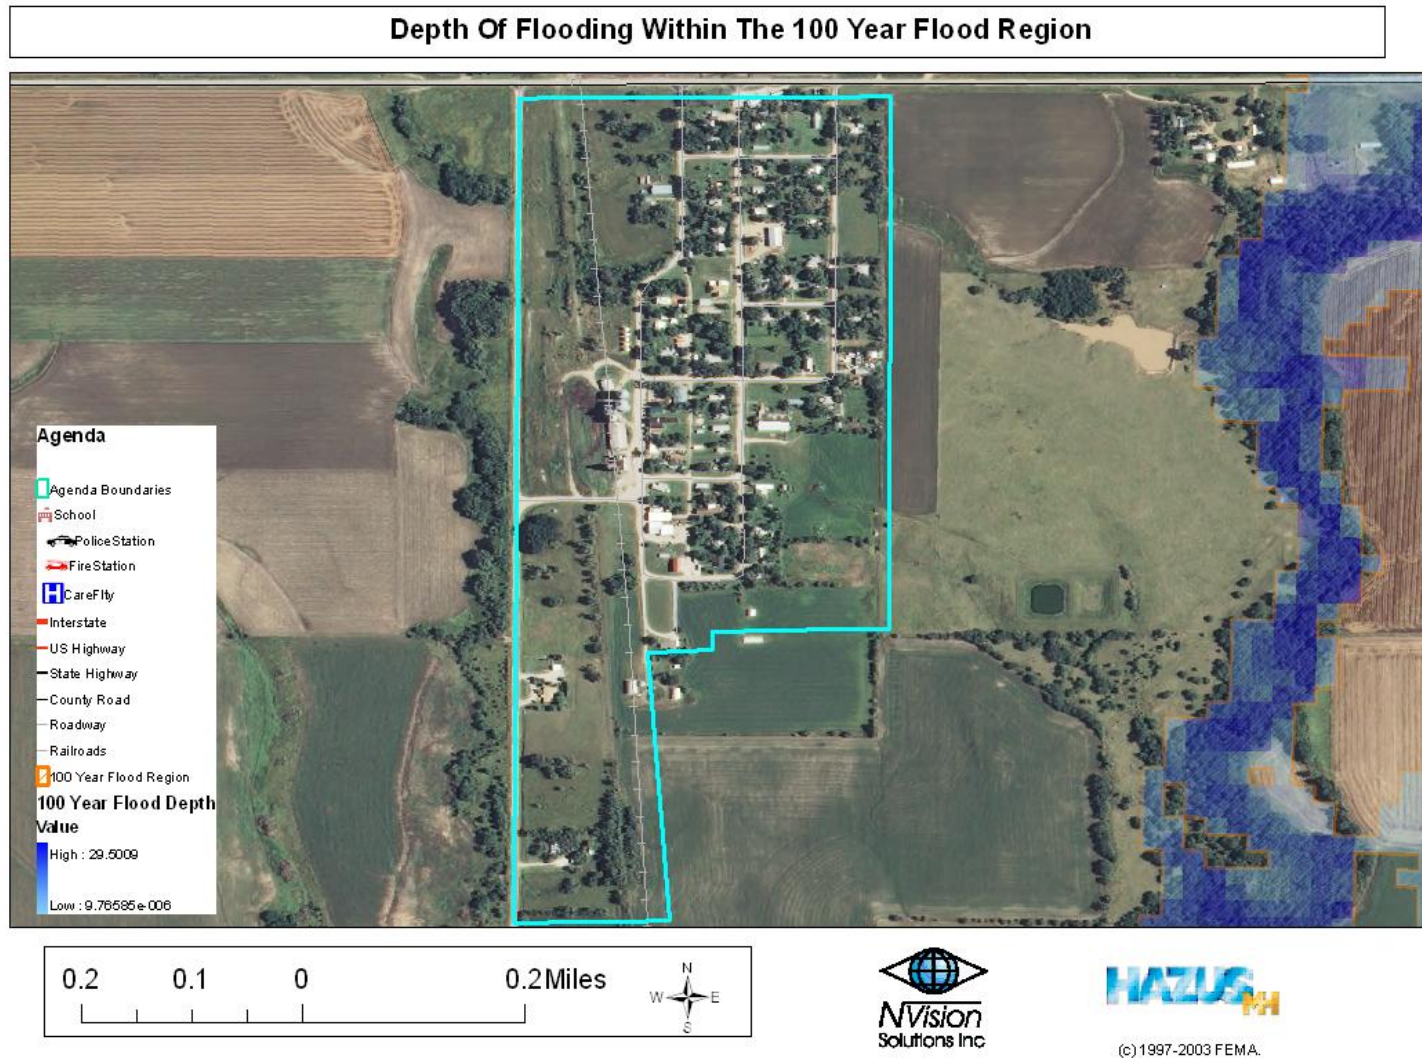 Depth Of Flooding Within The 100 Year Flood Region
Agenda
Agenda Boundaries
School
PoliceStation
FireStation
H CareFlty
Interstate
US Highway
State Highway
County Road
Roadway
Railroads
100 Year Flood Region
100 Year Flood Depth
Value
High : 29.5009
Low : 9.76585e-006
0.2 0.1 0 0.2 Miles
N
W E
S
NVision
Solutions Inc
HAZUS
MH
(c) 1997-2003 FEMA.